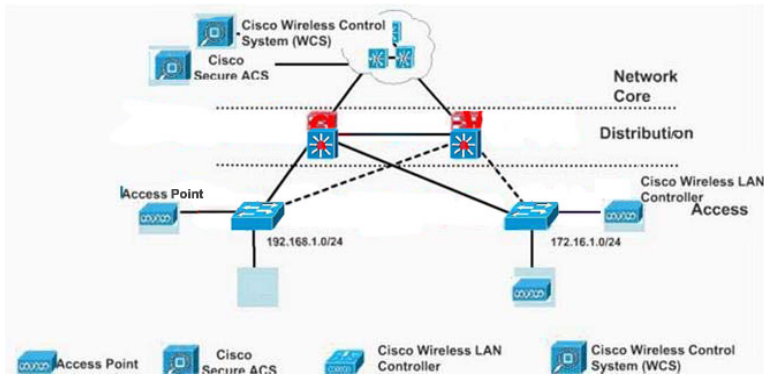 Cisco Wireless Control
System (WCS)
Cisco
Secure ACS
Network
Core
Distribution
Access Point
Cisco Wireless LAN
Controller
Access
192.168.1.0/24
172.16.1.0/24
Access Point
Cisco
Secure ACS
Cisco Wireless LAN
Controller
Cisco Wireless Control
System (WCS)